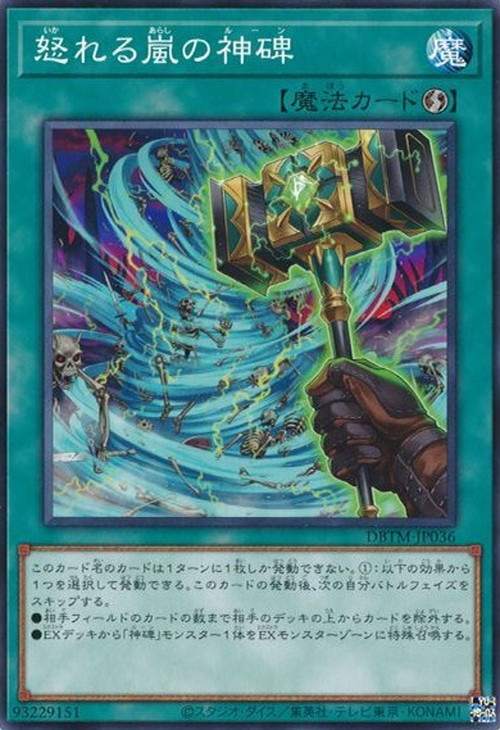 怒れる嵐の神碑
魔
【魔法カード】
DBTM-JP036
このカード名のカードは1ターンに1枚しか発動できない。①:以下の効果から
1つを選択して発動できる。このカードの発動後、次の自分バトルフェイズを
スキップする。
●相手フィールドのカードの数まで相手のデッキの上からカードを除外する。
●EXデッキから「神碑」モンスター1体をEXモンスターゾーンに特殊召喚する。
93229151
©スタジオ・ダイス/集英社・テレビ東京・KONAMI